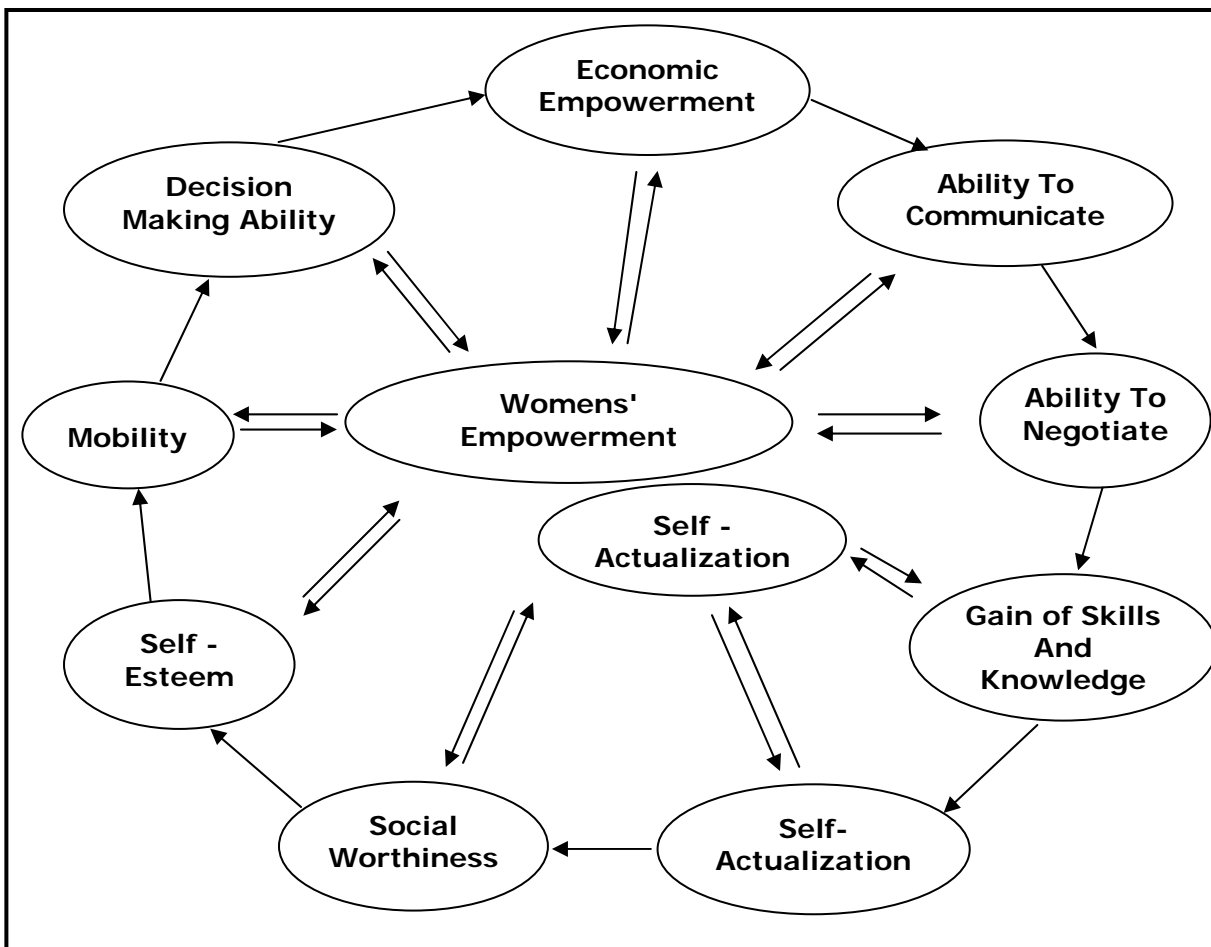 Economic
Empowerment
Decision
Making Ability
Ability To
Communicate
Womens'
Empowerment
Ability To
Negotiate
Mobility
Self -
Actualization
Self -
Esteem
Gain of Skills
And
Knowledge
Social
Worthiness
Self-
Actualization